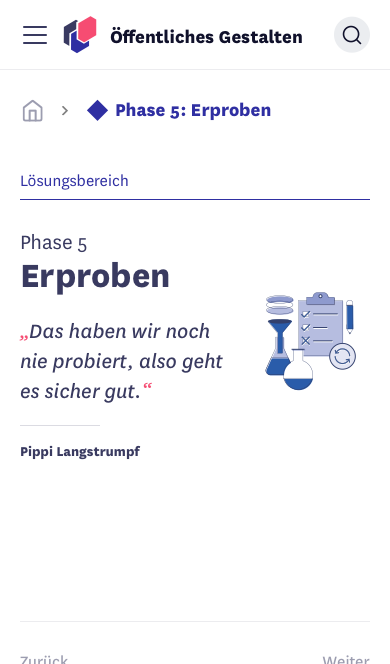 Öffentliches Gestalten
Phase 5: Erproben
Lösungsbereich
Phase 5
Erproben
„Das haben wir noch
nie probiert, also geht
es sicher gut.“
Pippi Langstrumpf
Zurück
Weiter